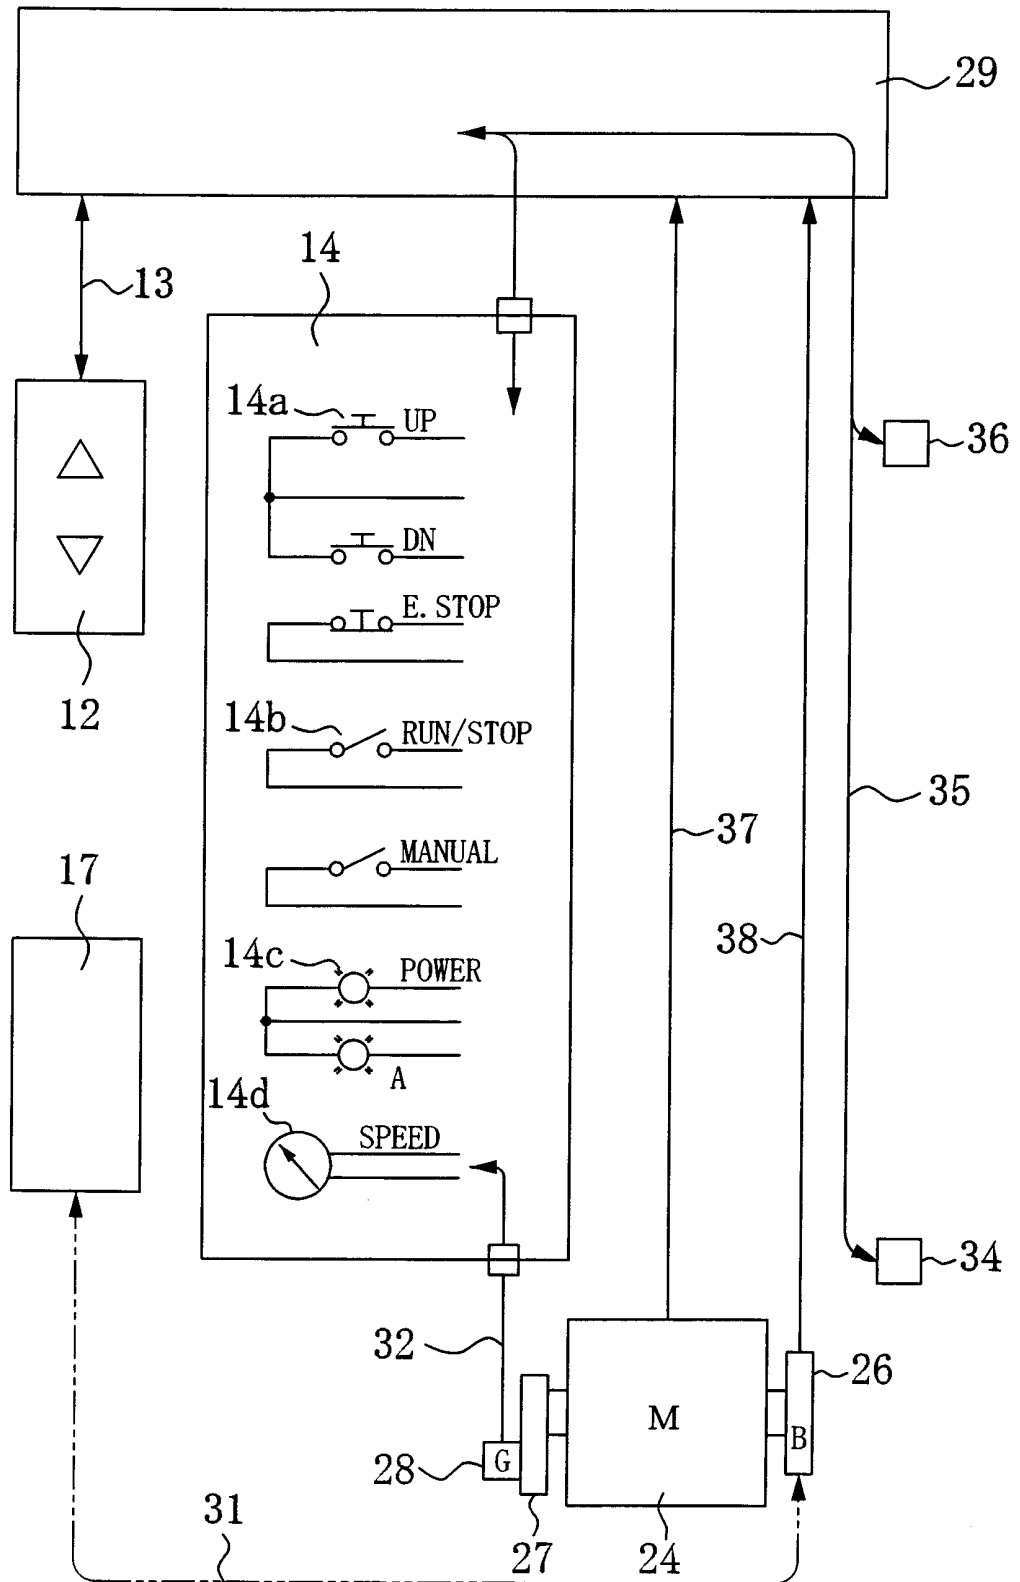 29
14
13
14a
UP
36
DN
E. STOP
12
14b
RUN/STOP
35
37
MANUAL
17
38
14c
POWER
A
14d
SPEED
34
32
26
M
B
G
28
31
27
24